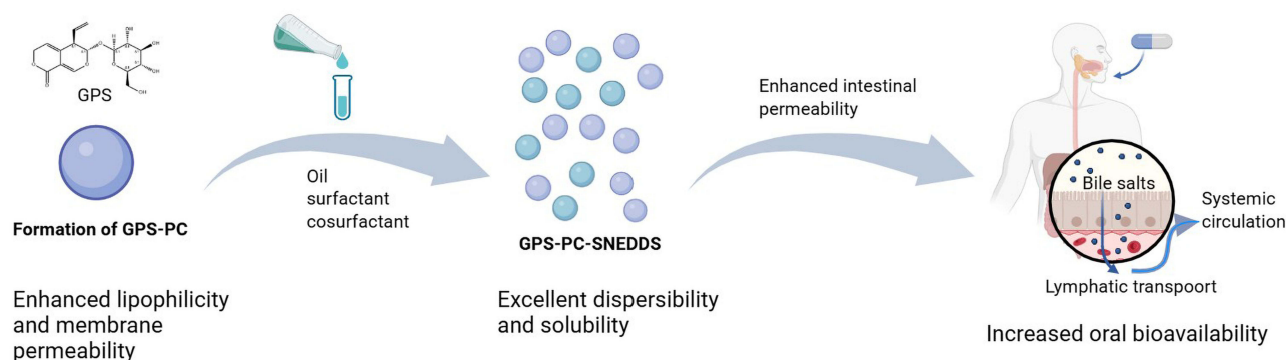 GPS
Formation of GPS-PC
Enhanced lipophilicity
and membrane
permeability
Oil
surfactant
cosurfactant
GPS-PC-SNEDDS
Excellent dispersibility
and solubility
Enhanced intestinal
permeability
Bile salts
Systemic
circulation
Lymphatic transpoort
Increased oral bioavailability